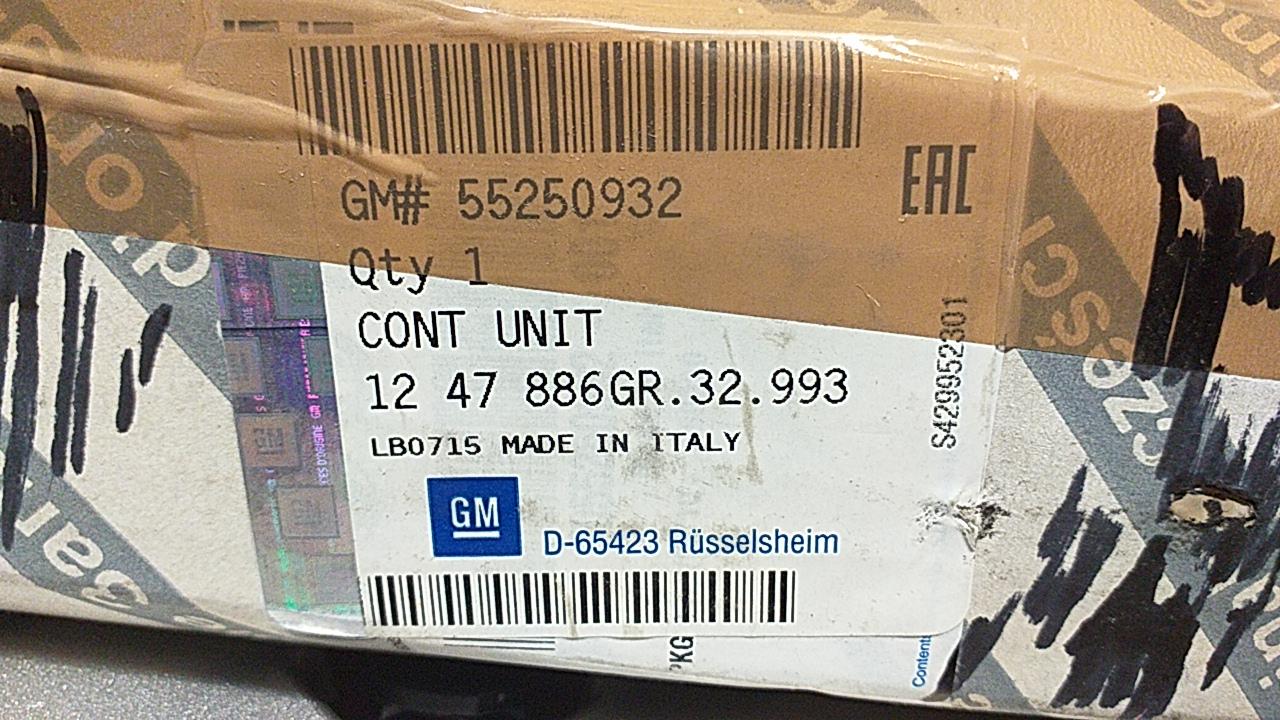 GM# 55250932
EAC
Qty 1
CONT UNIT
12 47 886GR.32.993
LB0715 MADE IN ITALY
GM
D-65423 Rüsselsheim
S429952301
Contents